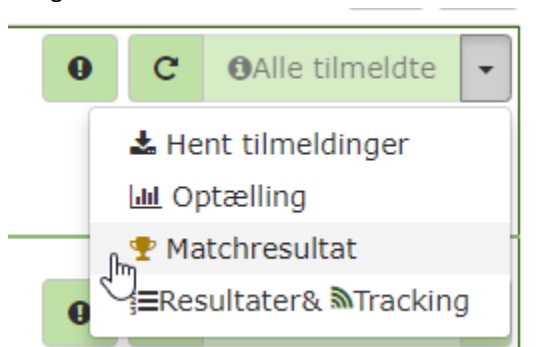 Alle tilmeldte
Hent tilmeldinger
Optælling
Matchresultat
Resultater& Tracking